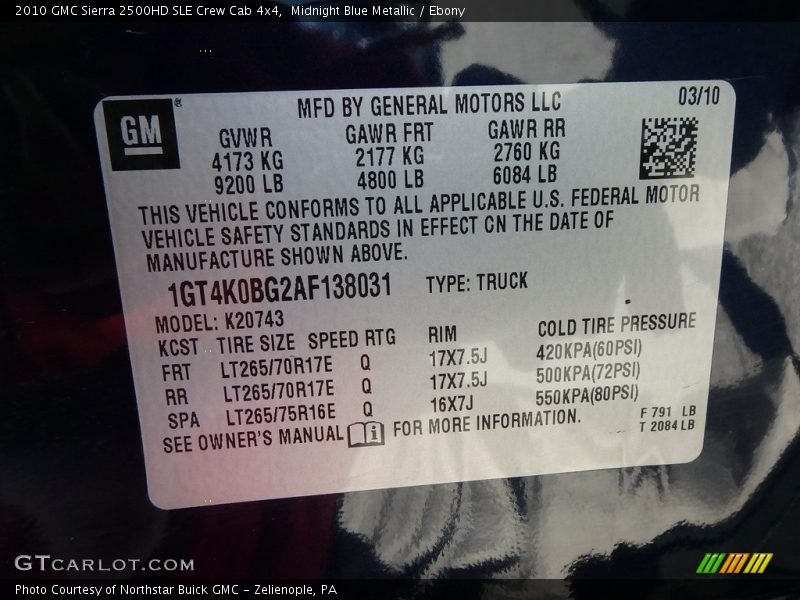 2010 GMC Sierra 2500HD SLE Crew Cab 4x4, Midnight Blue Metallic / Ebony
GM ®
MFD BY GENERAL MOTORS LLC 03/10
GVWR GAWR FRT GAWR RR
4173 KG 2177 KG 2760 KG
9200 LB 4800 LB 6084 LB
THIS VEHICLE CONFORMS TO ALL APPLICABLE U.S. FEDERAL MOTOR
VEHICLE SAFETY STANDARDS IN EFFECT ON THE DATE OF
MANUFACTURE SHOWN ABOVE.
1GT4K0BG2AF138031 TYPE: TRUCK
MODEL: K20743
KCST TIRE SIZE SPEED RTG RIM COLD TIRE PRESSURE
FRT LT265/70R17E Q 17X7.5J 420KPA(60PSI)
RR LT265/70R17E Q 17X7.5J 500KPA(72PSI)
SPA LT265/75R16E Q 16X7J 550KPA(80PSI)
SEE OWNER'S MANUAL i FOR MORE INFORMATION.
F 791 LB
T 2084 LB
GTCARLOT.COM
Photo Courtesy of Northstar Buick GMC - Zelienople, PA